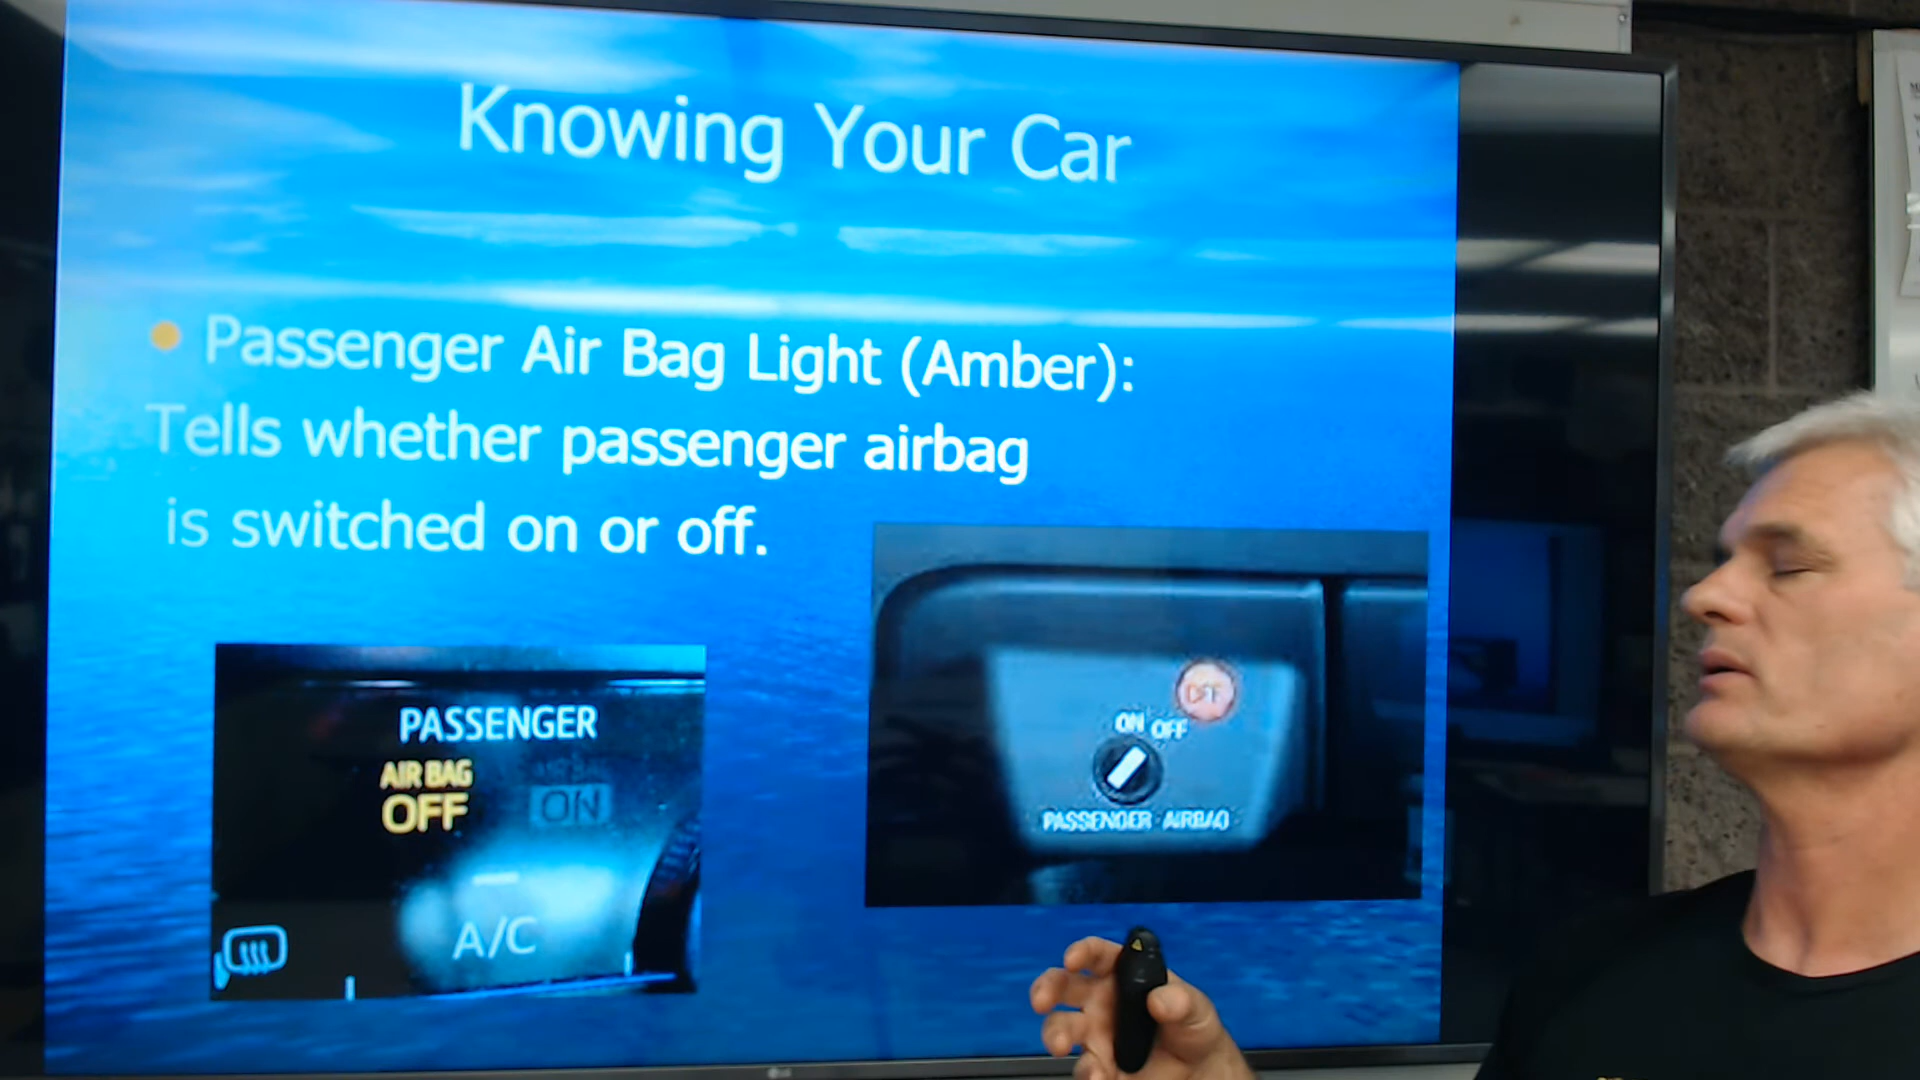 Knowing Your Car
Passenger Air Bag Light (Amber):
Tells whether passenger airbag
is switched on or off.
PASSENGER
AIR BAG
OFF
ON
A/C
OFF
ON OFF
PASSENGER AIRBAG
LG